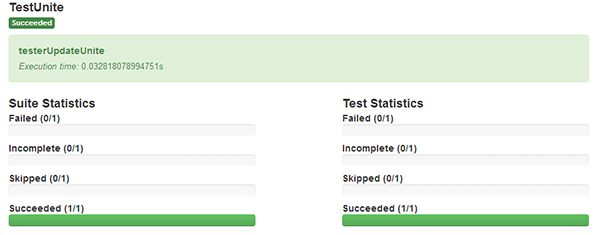 TestUnite
Succeeded
testerUpdateUnite
Execution time: 0.032818078994751s
Suite Statistics
Failed (0/1)
Incomplete (0/1)
Skipped (0/1)
Succeeded (1/1)
Test Statistics
Failed (0/1)
Incomplete (0/1)
Skipped (0/1)
Succeeded (1/1)